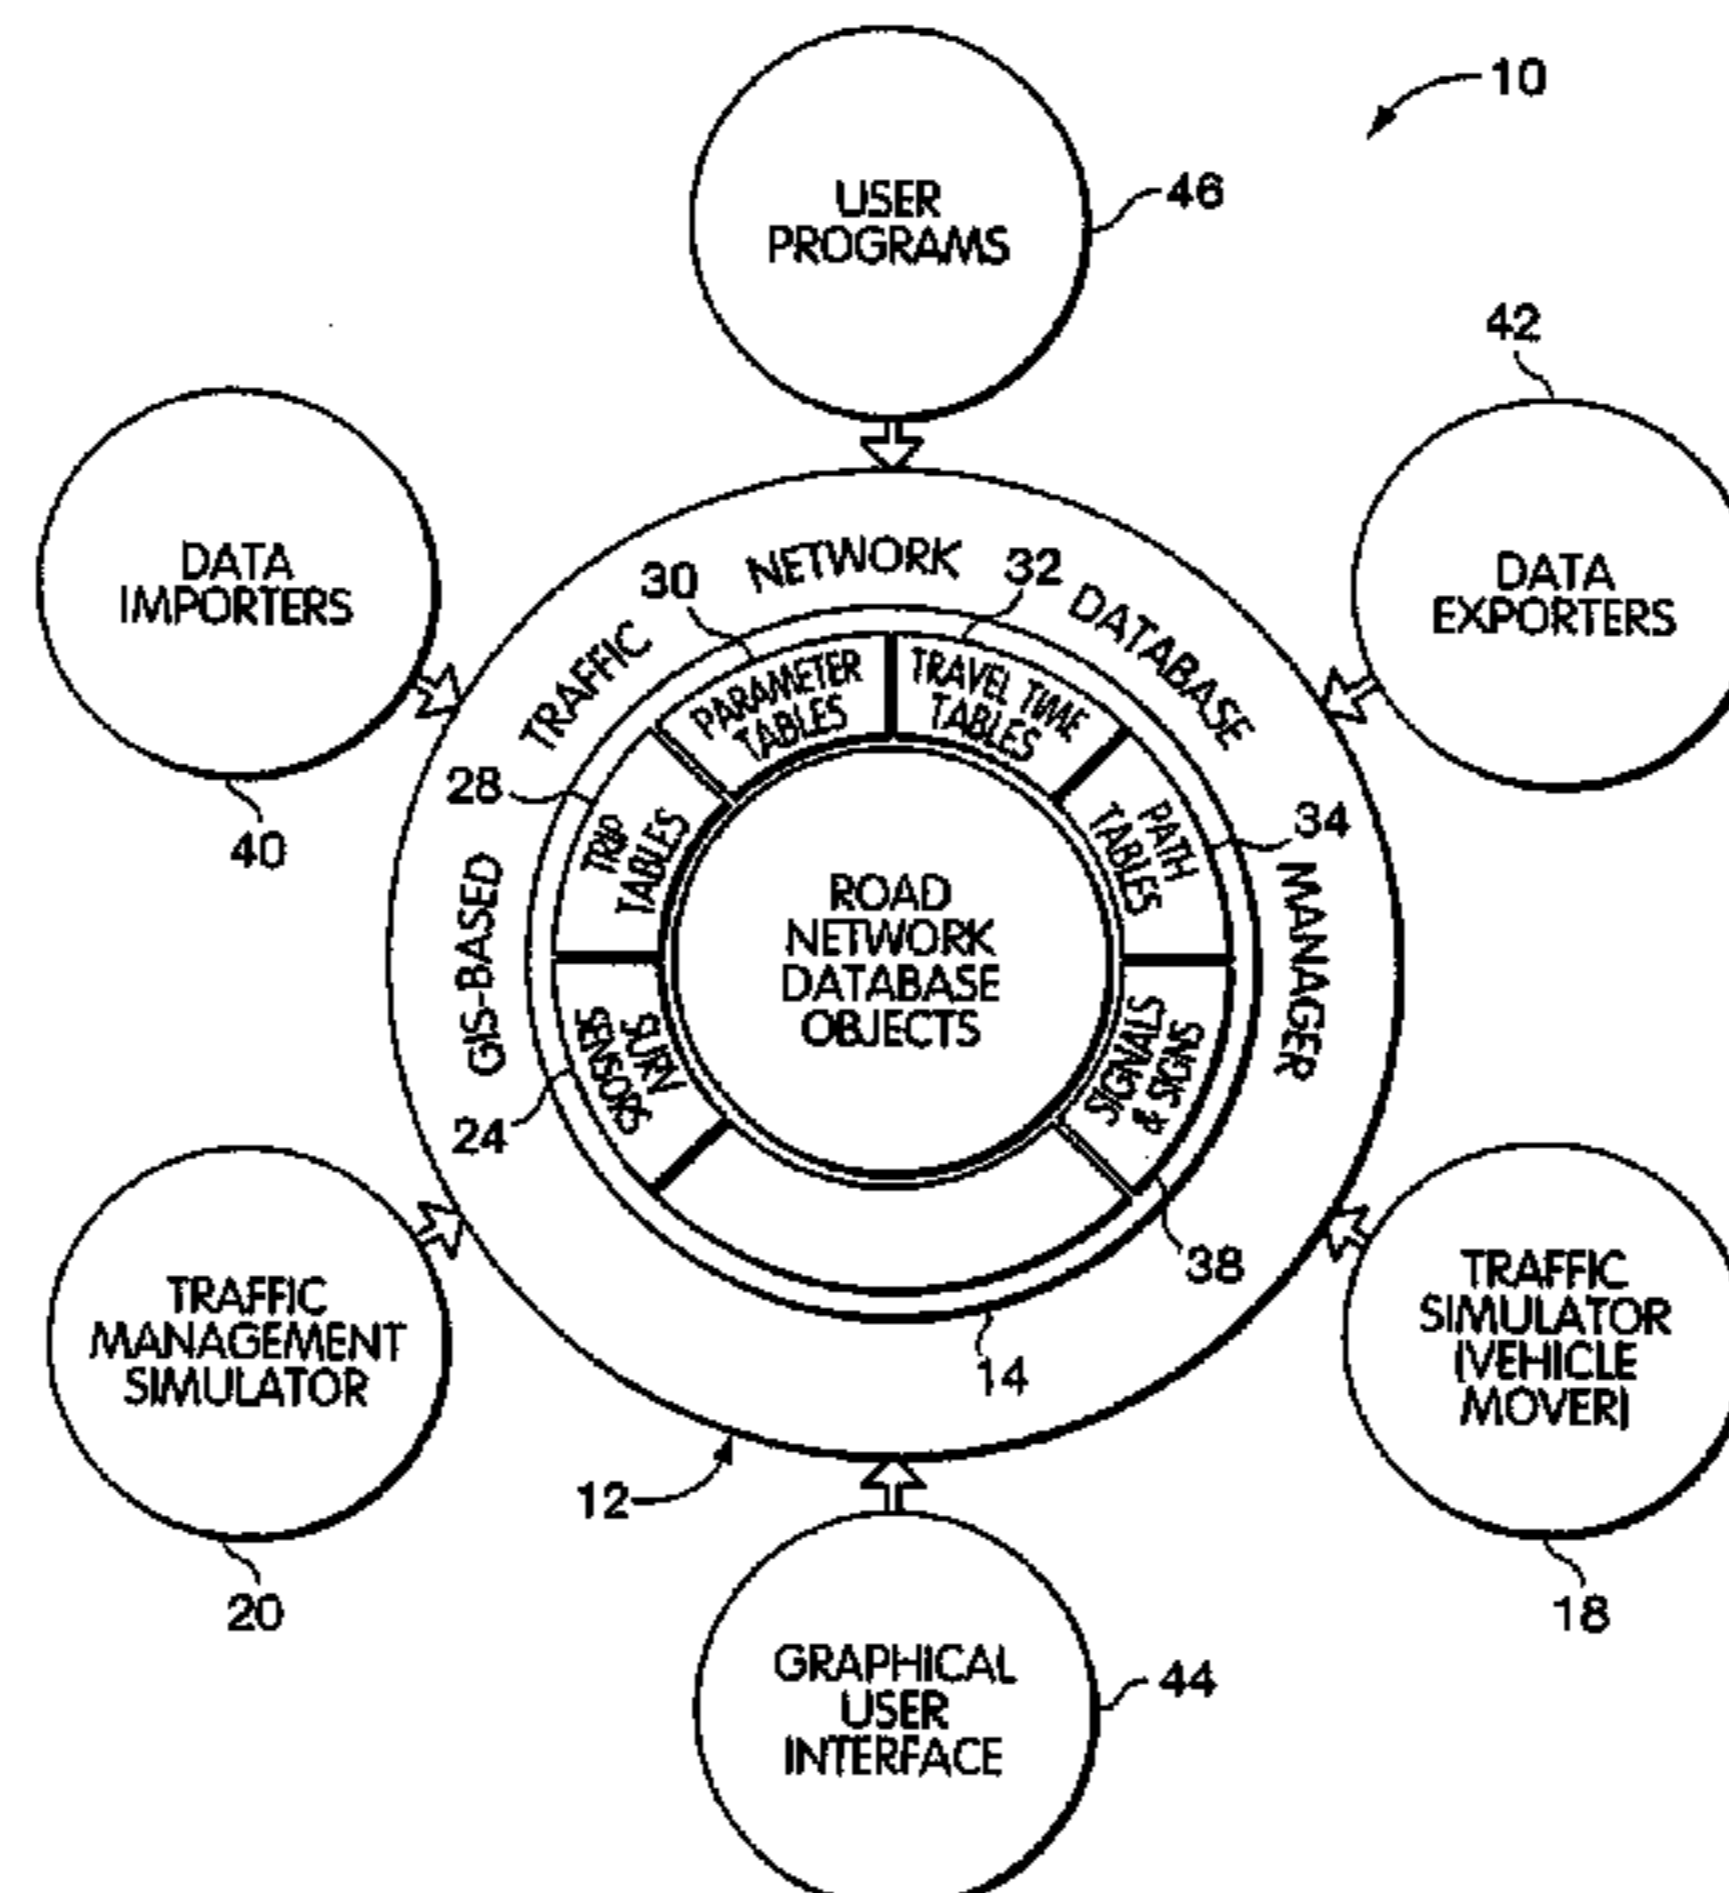 10
USER
PROGRAMS
46
42
DATA
IMPORTERS
40
DATA
EXPORTERS
GIS-BASED TRAFFIC NETWORK DATABASE MANAGER
30
32
28
34
PARAMETER
TABLES
TRAVEL TIME
TABLES
TRIP
TABLES
PATH
TABLES
ROAD
NETWORK
DATABASE
OBJECTS
SURV
SENSORS
SIGNALS
& SIGNS
24
38
14
12
TRAFFIC
MANAGEMENT
SIMULATOR
20
TRAFFIC
SIMULATOR
(VEHICLE
MOVER)
18
GRAPHICAL
USER
INTERFACE
44